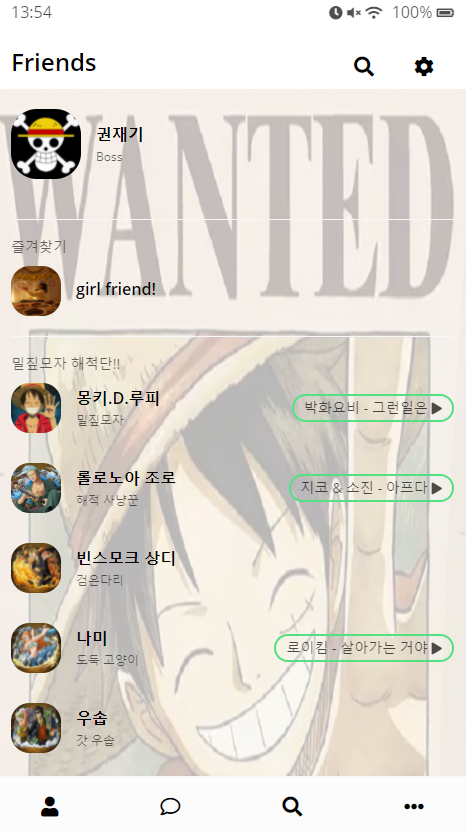 13:54
100%
Friends
WANTED
권재기
Boss
즐겨찾기
girl friend!
밀짚모자 해적단!!
몽키.D.루피
밀짚모자
박화요비 - 그런일은
롤로노아 조로
해적 사냥꾼
지코 & 소진 - 아프다
빈스모크 상디
검은다리
나미
도둑 고양이
로이킴 - 살아가는 거야
우솝
갓 우솝